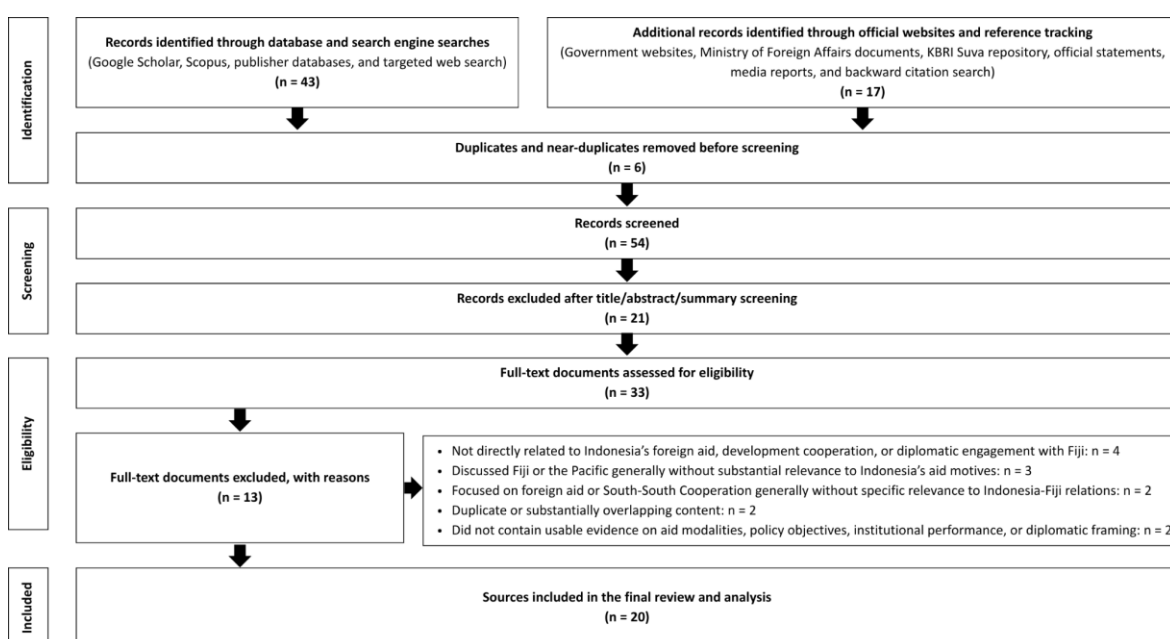 Identification
Records identified through database and search engine searches
(Google Scholar, Scopus, publisher databases, and targeted web search)
(n = 43)
Additional records identified through official websites and reference tracking
(Government websites, Ministry of Foreign Affairs documents, KBRI Suva repository, official statements,
media reports, and backward citation search)
(n = 17)
Duplicates and near-duplicates removed before screening
(n = 6)
Screening
Records screened
(n = 54)
Records excluded after title/abstract/summary screening
(n = 21)
Eligibility
Full-text documents assessed for eligibility
(n = 33)
Full-text documents excluded, with reasons
(n = 13)
• Not directly related to Indonesia's foreign aid, development cooperation, or diplomatic engagement with Fiji: n = 4
• Discussed Fiji or the Pacific generally without substantial relevance to Indonesia's aid motives: n = 3
• Focused on foreign aid or South-South Cooperation generally without specific relevance to Indonesia-Fiji relations: n = 2
• Duplicate or substantially overlapping content: n = 2
• Did not contain usable evidence on aid modalities, policy objectives, institutional performance, or diplomatic framing: n = 2
Included
Sources included in the final review and analysis
(n = 20)